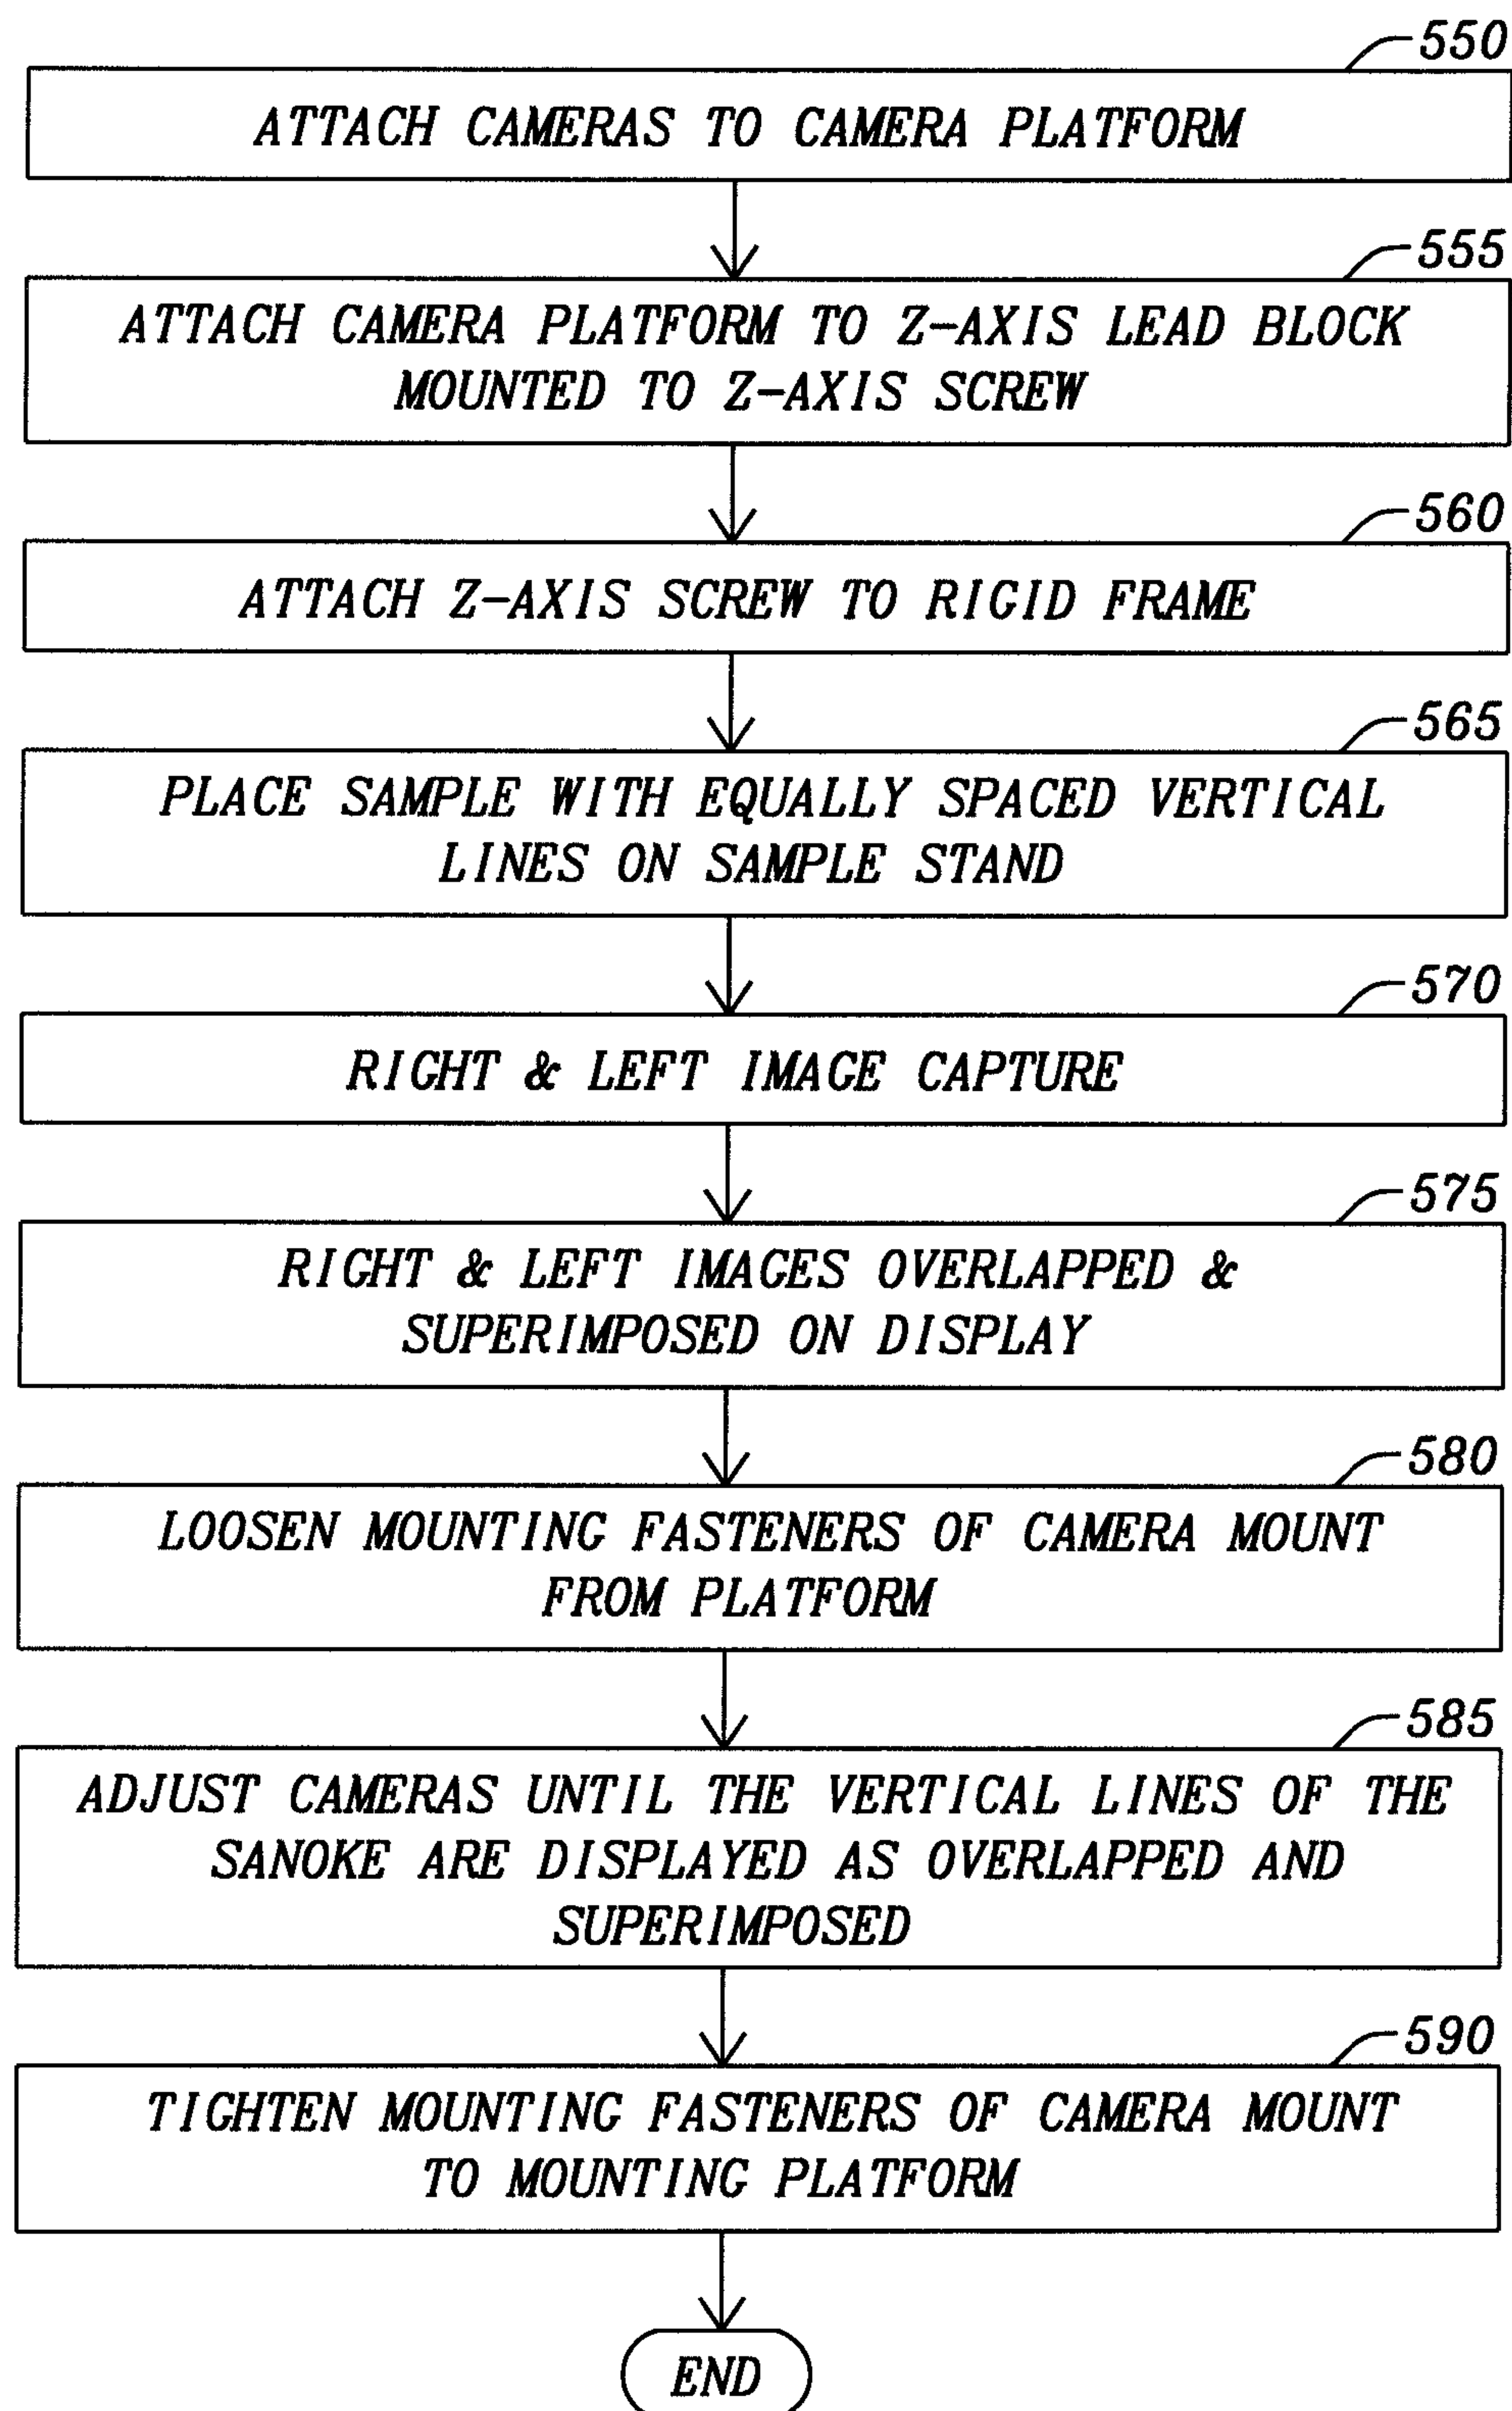 550
ATTACH CAMERAS TO CAMERA PLATFORM
555
ATTACH CAMERA PLATFORM TO Z-AXIS LEAD BLOCK
MOUNTED TO Z-AXIS SCREW
560
ATTACH Z-AXIS SCREW TO RIGID FRAME
565
PLACE SAMPLE WITH EQUALLY SPACED VERTICAL
LINES ON SAMPLE STAND
570
RIGHT & LEFT IMAGE CAPTURE
575
RIGHT & LEFT IMAGES OVERLAPPED &
SUPERIMPOSED ON DISPLAY
580
LOOSEN MOUNTING FASTENERS OF CAMERA MOUNT
FROM PLATFORM
585
ADJUST CAMERAS UNTIL THE VERTICAL LINES OF THE
SANOKE ARE DISPLAYED AS OVERLAPPED AND
SUPERIMPOSED
590
TIGHTEN MOUNTING FASTENERS OF CAMERA MOUNT
TO MOUNTING PLATFORM
END